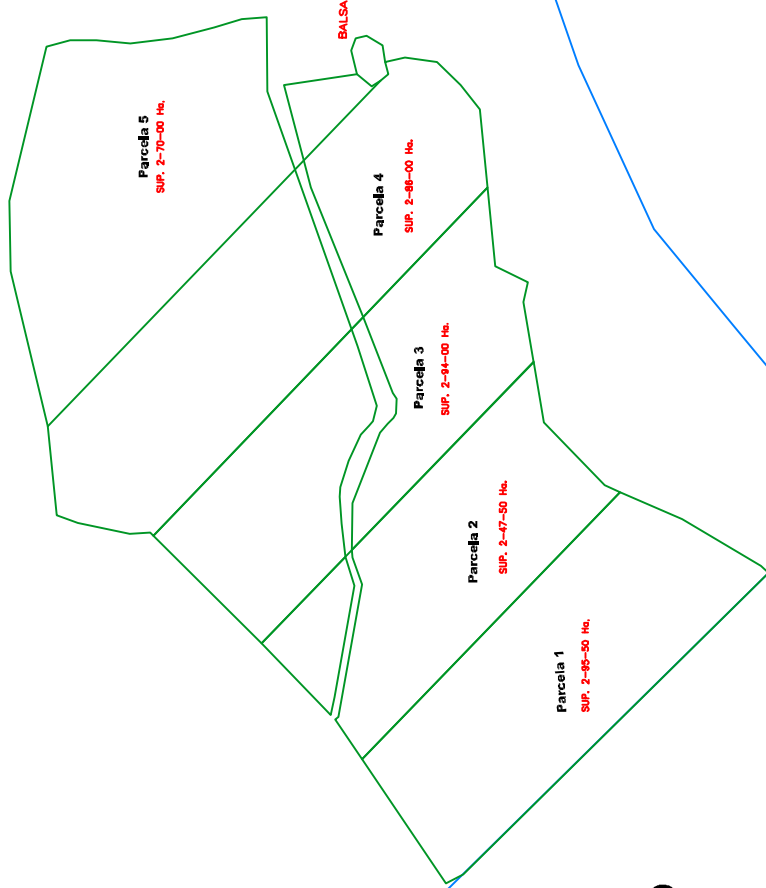 BALSA
Parcela 5
SUP. 2-70-00 Ha.
Parcela 4
SUP. 2-86-00 Ha.
Parcela 3
SUP. 2-94-00 Ha.
Parcela 2
SUP. 2-47-50 Ha.
Parcela 1
SUP. 2-95-50 Ha.